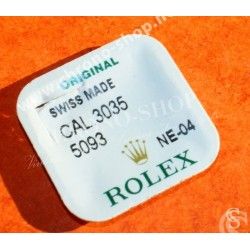 ORIGINAL
SWISS MADE
CAL 3035
5093
NE-04
ROLEX